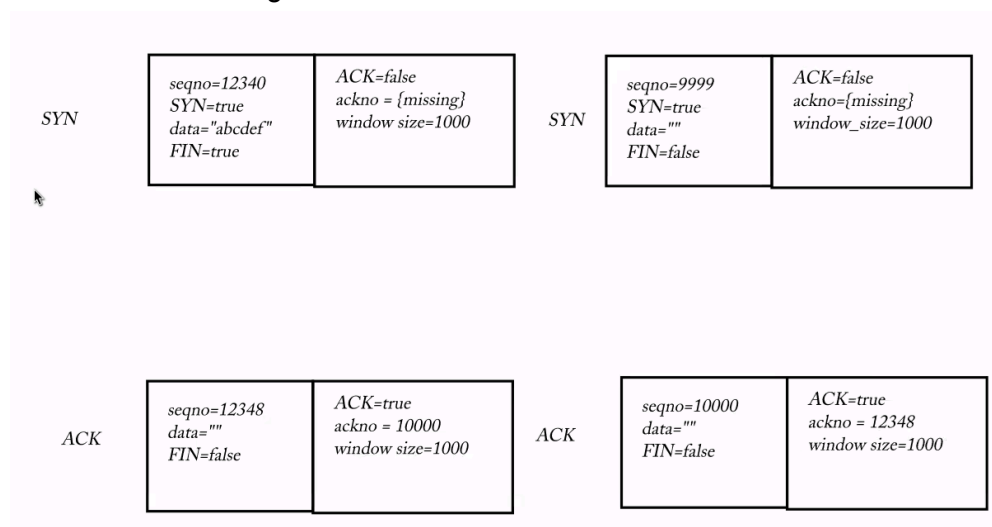 SYN
seqno=12340
SYN=true
data="abcdef"
FIN=true
ACK=false
ackno = {missing}
window size=1000
SYN
seqno=9999
SYN=true
data=""
FIN=false
ACK=false
ackno={missing}
window_size=1000
ACK
seqno=12348
data=""
FIN=false
ACK=true
ackno = 10000
window size=1000
ACK
seqno=10000
data=""
FIN=false
ACK=true
ackno = 12348
window size=1000